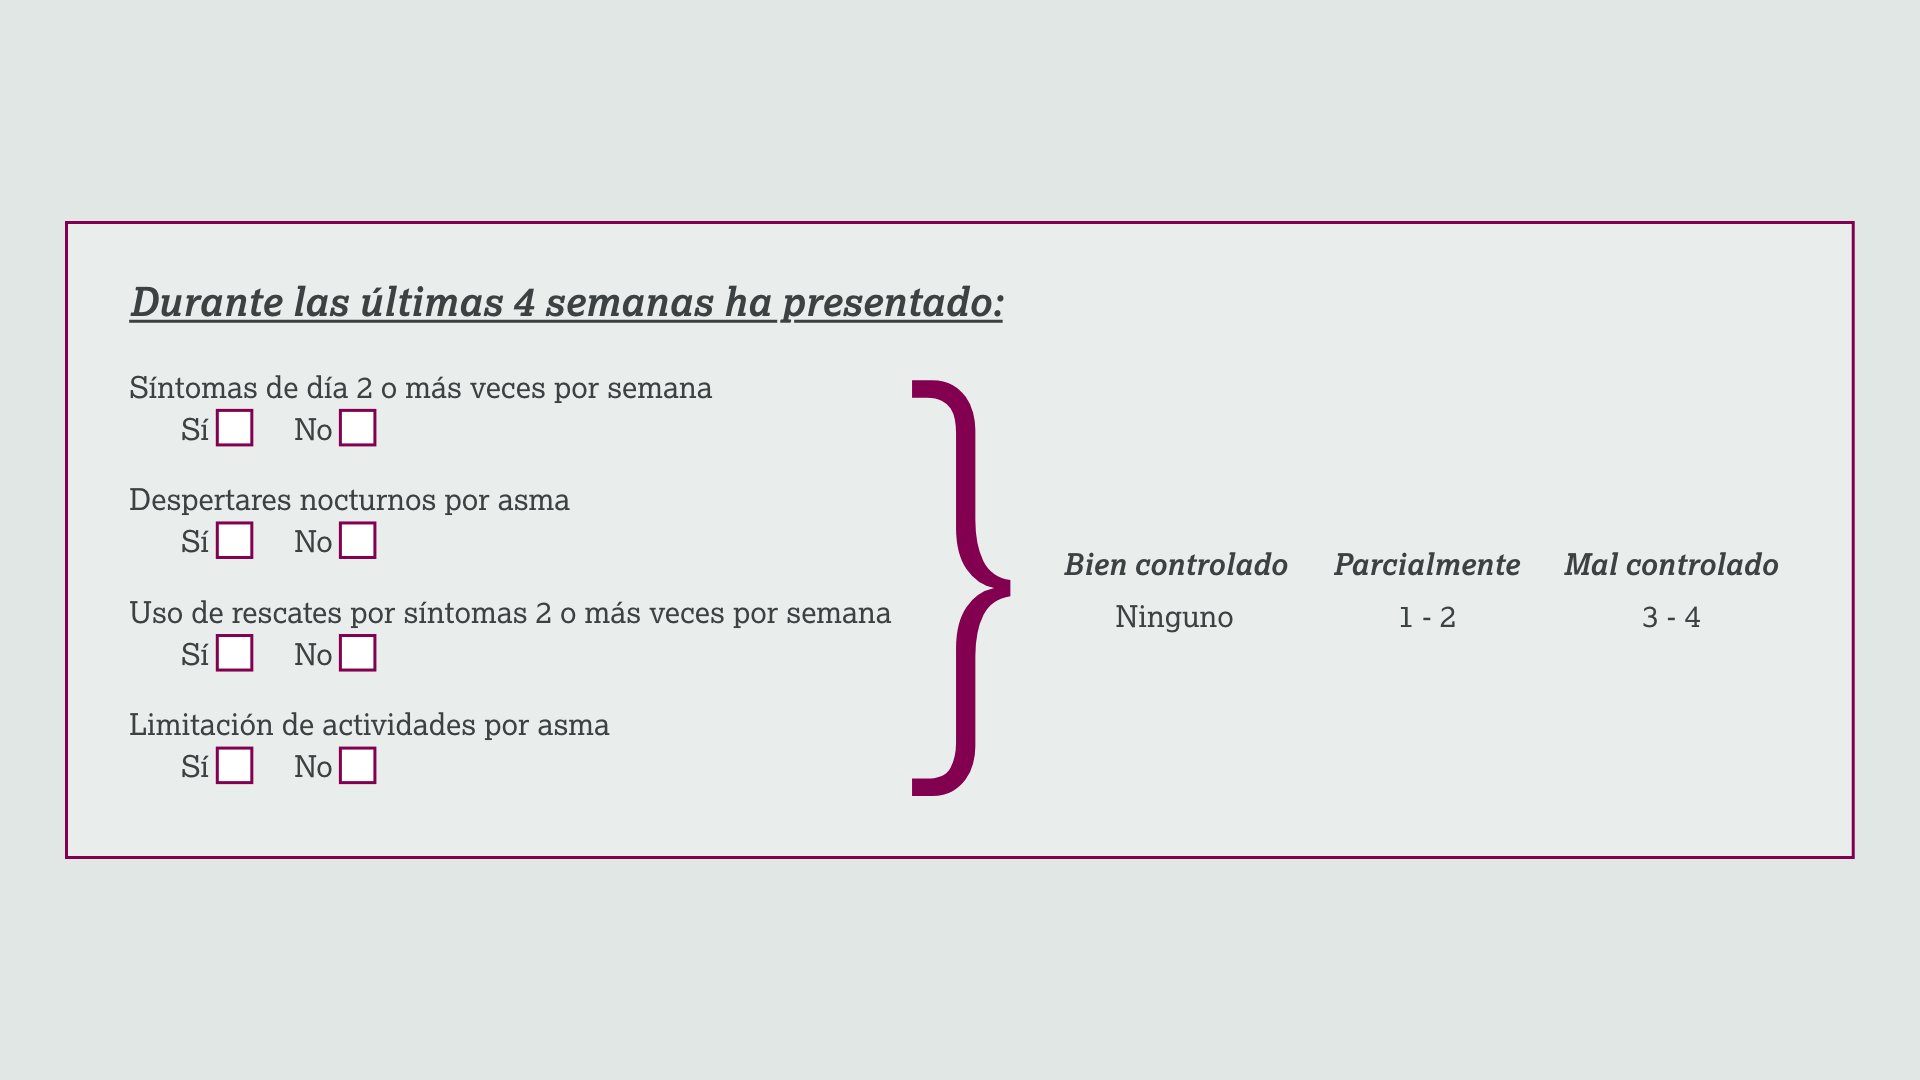 Durante las últimas 4 semanas ha presentado:
Síntomas de día 2 o más veces por semana
Sí No
Despertares nocturnos por asma
Sí No
Uso de rescates por síntomas 2 o más veces por semana
Sí No
Limitación de actividades por asma
Sí No
Bien controlado Parcialmente Mal controlado
Ninguno 1 - 2 3 - 4